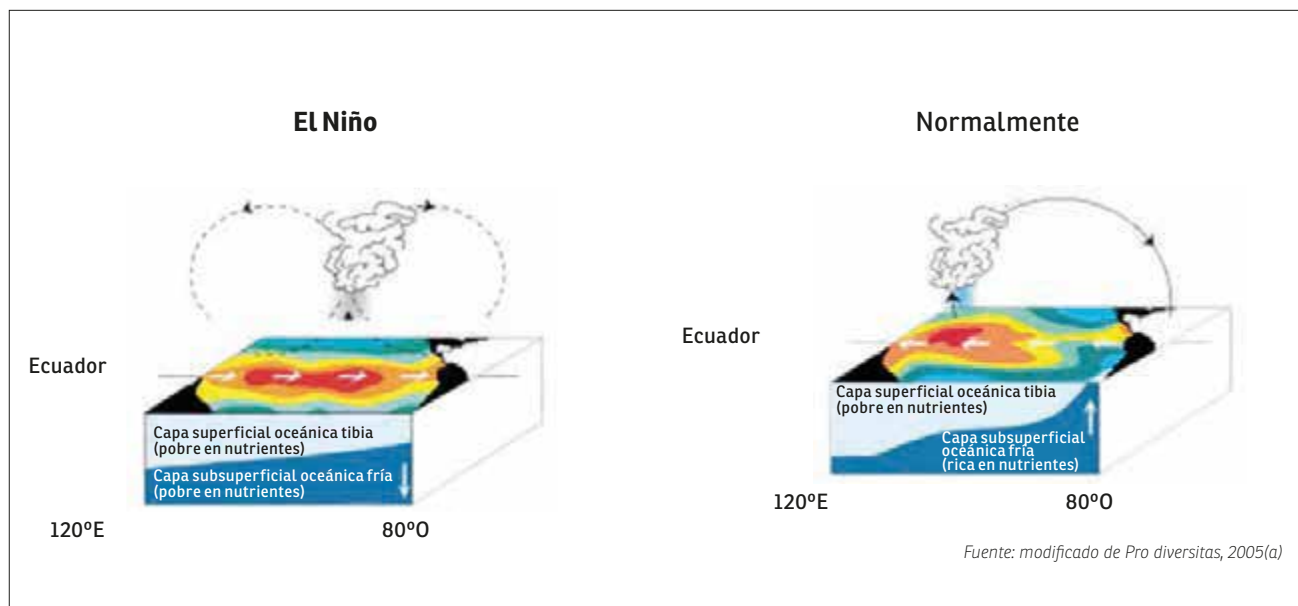 El Niño
Ecuador
Capa superficial oceánica tibia
(pobre en nutrientes)
Capa subsuperficial oceánica fría
(pobre en nutrientes)
120ºE
80ºO
Normalmente
Ecuador
Capa superficial oceánica tibia
(pobre en nutrientes)
Capa subsuperficial
oceánica fría
(rica en nutrientes)
120ºE
80ºO
Fuente: modificado de Pro diversitas, 2005(a)